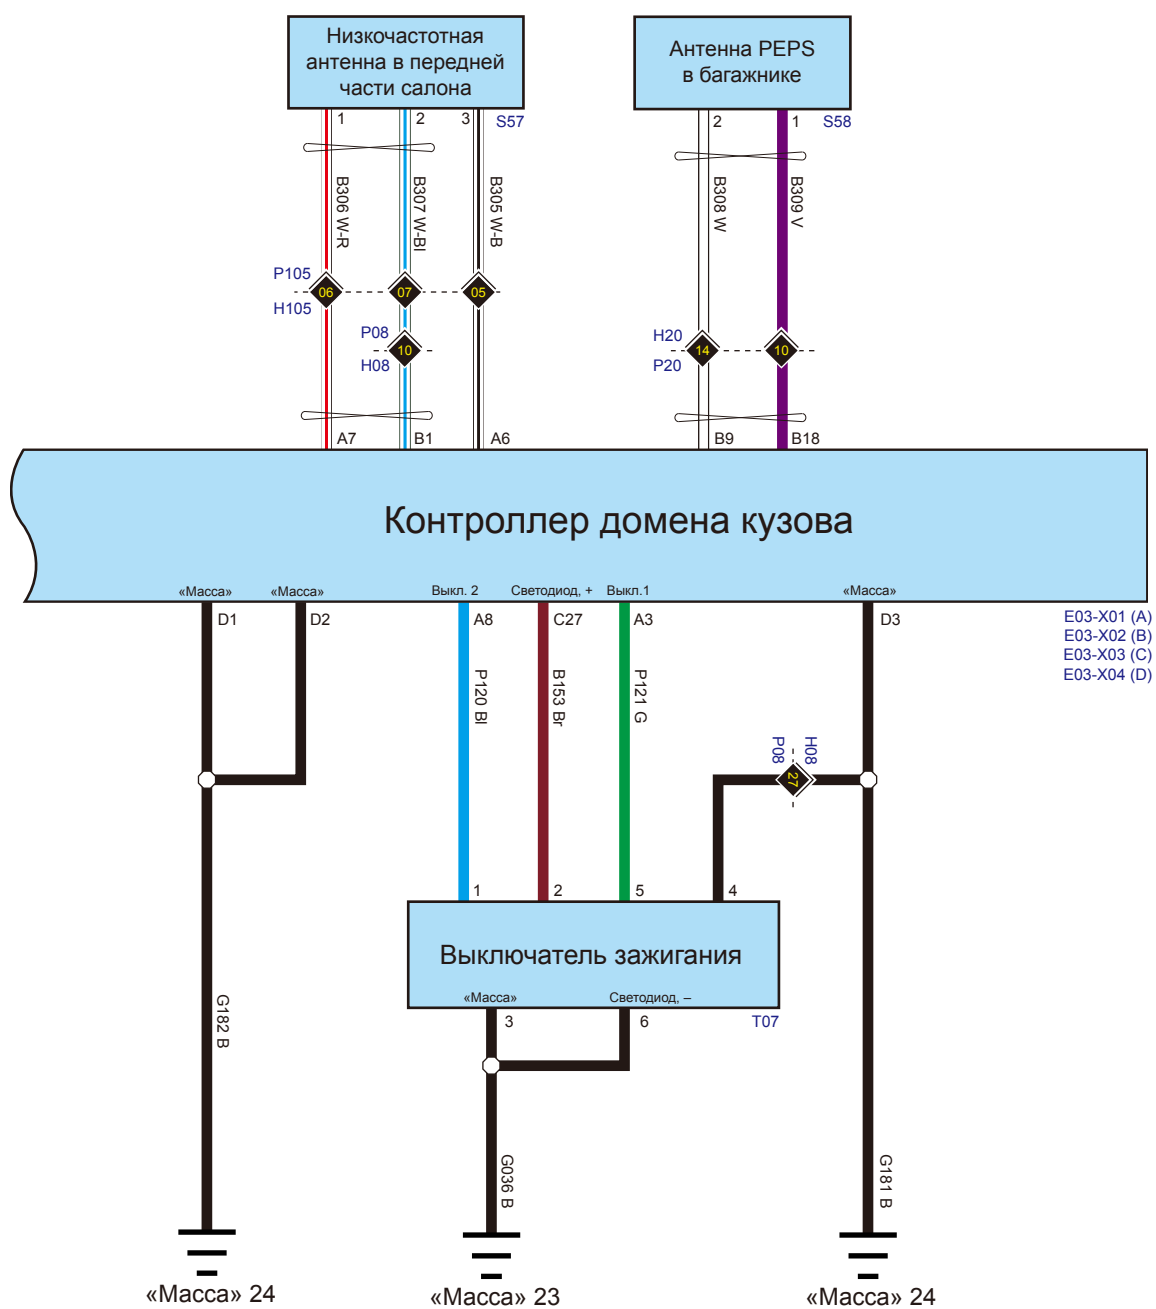 Низкочастотная
антенна в передней
части салона
Антенна PEPS
в багажнике
1
2
3
S57
2
1
S58
B306 W-R
B307 W-Bl
B305 W-B
B308 W
B309 V
P105
H105
06
07
05
P08
H08
10
H20
P20
14
10
A7
B1
A6
B9
B18
Контроллер домена кузова
«Масса»
«Масса»
Выкл. 2
Светодиод, +
Выкл.1
«Масса»
D1
D2
A8
C27
A3
D3
E03-X01 (A)
E03-X02 (B)
E03-X03 (C)
E03-X04 (D)
P120 Bl
B153 Br
P121 G
H08
P08
27
1
2
5
4
Выключатель зажигания
«Масса»
Светодиод, –
3
6
T07
G182 B
G036 B
G181 B
«Масса» 24
«Масса» 23
«Масса» 24